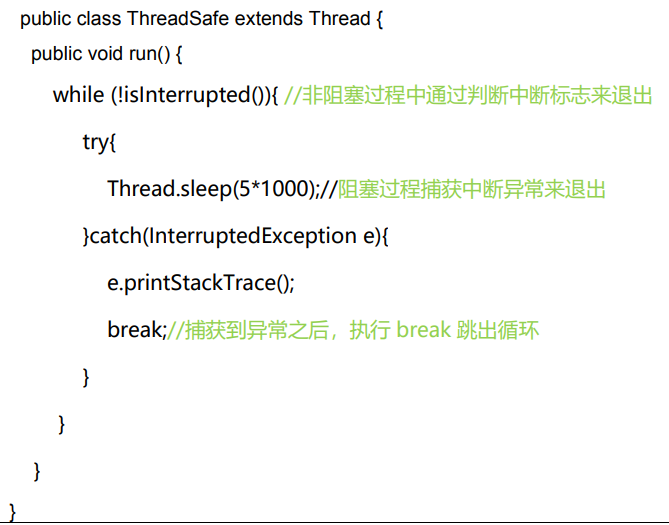 public class ThreadSafe extends Thread {
public void run() {
while (!isInterrupted()){ //非阻塞过程中通过判断中断标志来退出
try{
Thread.sleep(5*1000);//阻塞过程捕获中断异常来退出
}catch(InterruptedException e){
e.printStackTrace();
break;//捕获到异常之后，执行 break 跳出循环
}
}
}
}